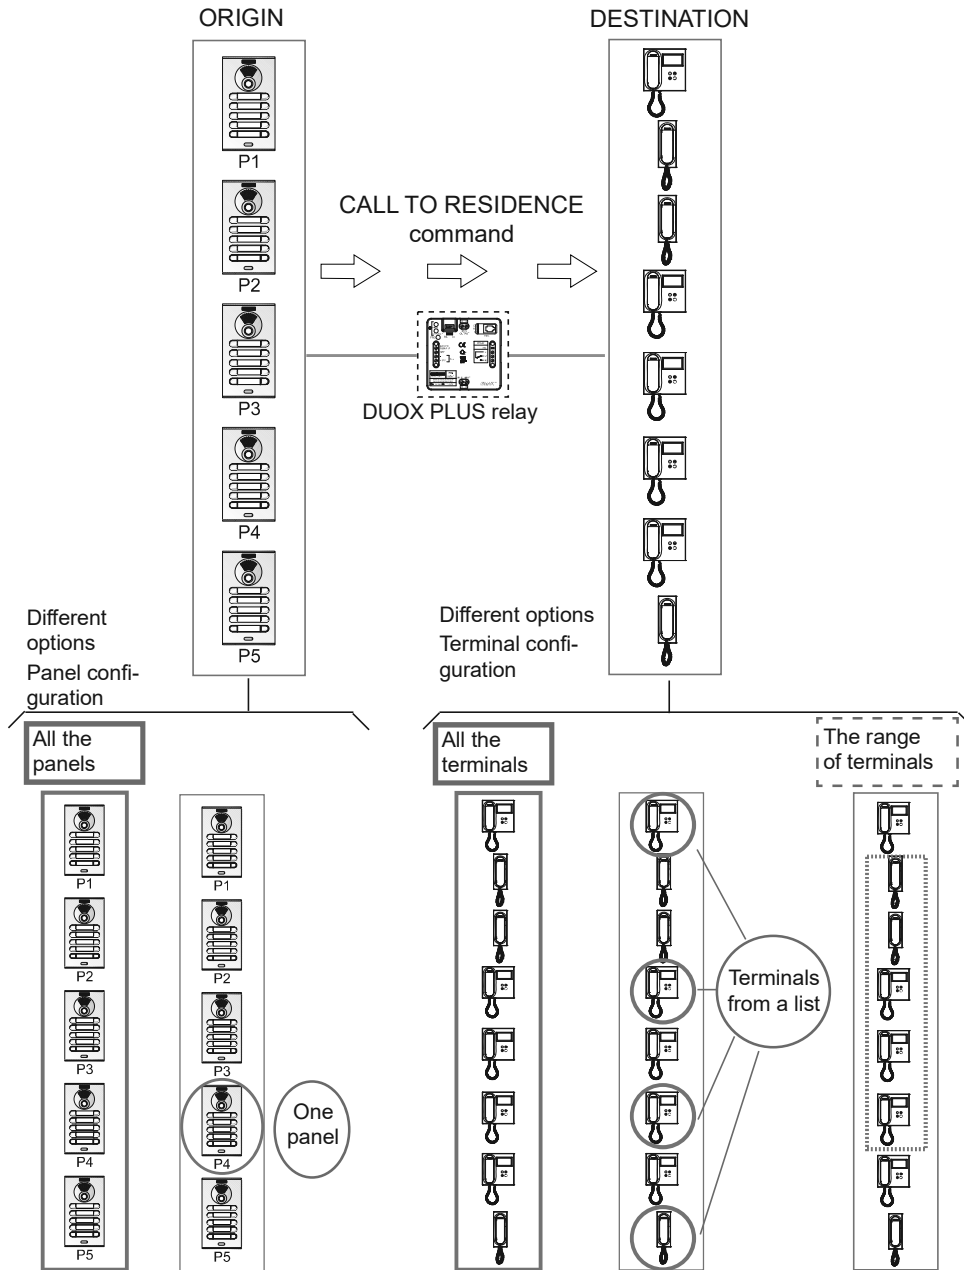 ORIGIN
DESTINATION
P1
P2
P3
P4
P5
CALL TO RESIDENCE
command
DUOX PLUS relay
Different
options
Panel confi-
guration
Different options
Terminal confi-
guration
All the
panels
P1
P2
P3
P4
P5
P1
P2
P3
P4
P5
One
panel
All the
terminals
Terminals
from a list
The range
of terminals